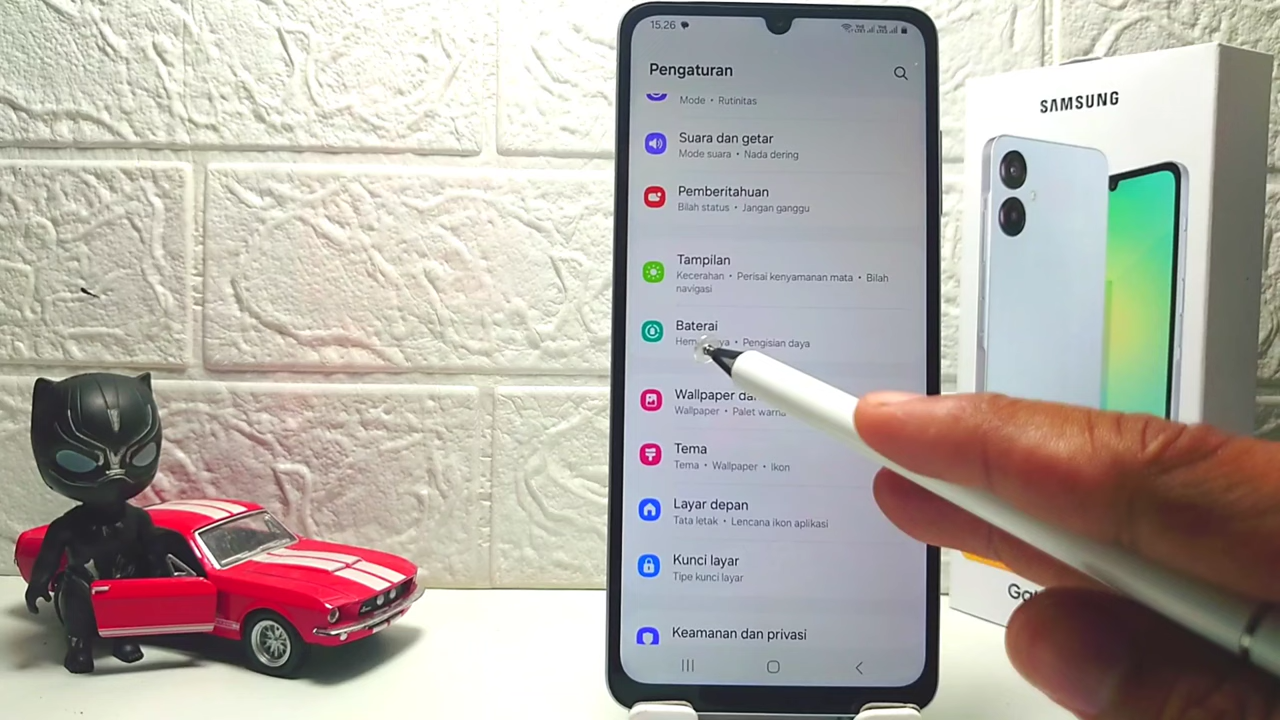 15.26
Pengaturan
Mode • Rutinitas
Suara dan getar
Mode suara • Nada dering
Pemberitahuan
Bilah status • Jangan ganggu
Tampilan
Kecerahan • Perisai kenyamanan mata • Bilah
navigasi
Baterai
• Pengisian daya
Wallpaper
Wallpaper • Palet warna
Tema
Tema • Wallpaper • Ikon
Layar depan
Tata letak • Lencana ikon aplikasi
Kunci layar
Tipe kunci layar
Keamanan dan privasi
SAMSUNG